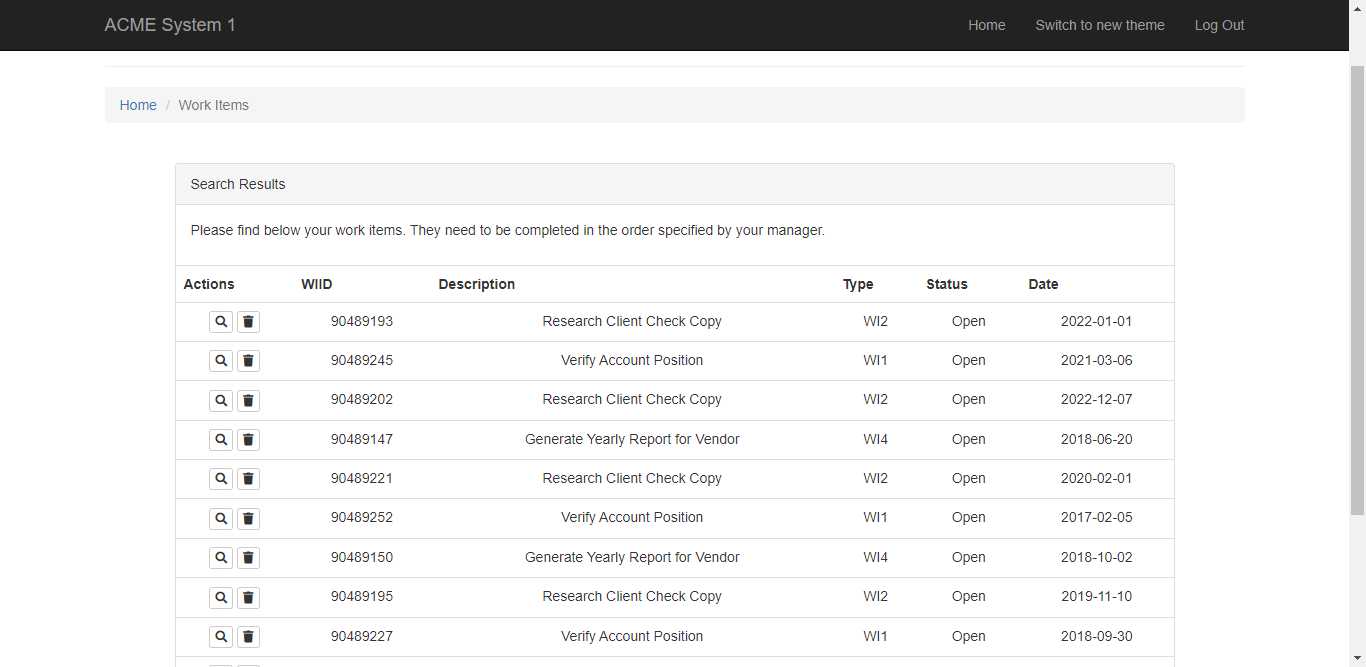 ACME System 1 Home Switch to new theme Log Out
Home / Work Items
Search Results
Please find below your work items. They need to be completed in the order specified by your manager.
Actions WIID Description Type Status Date
90489193 Research Client Check Copy WI2 Open 2022-01-01
90489245 Verify Account Position WI1 Open 2021-03-06
90489202 Research Client Check Copy WI2 Open 2022-12-07
90489147 Generate Yearly Report for Vendor WI4 Open 2018-06-20
90489221 Research Client Check Copy WI2 Open 2020-02-01
90489252 Verify Account Position WI1 Open 2017-02-05
90489150 Generate Yearly Report for Vendor WI4 Open 2018-10-02
90489195 Research Client Check Copy WI2 Open 2019-11-10
90489227 Verify Account Position WI1 Open 2018-09-30